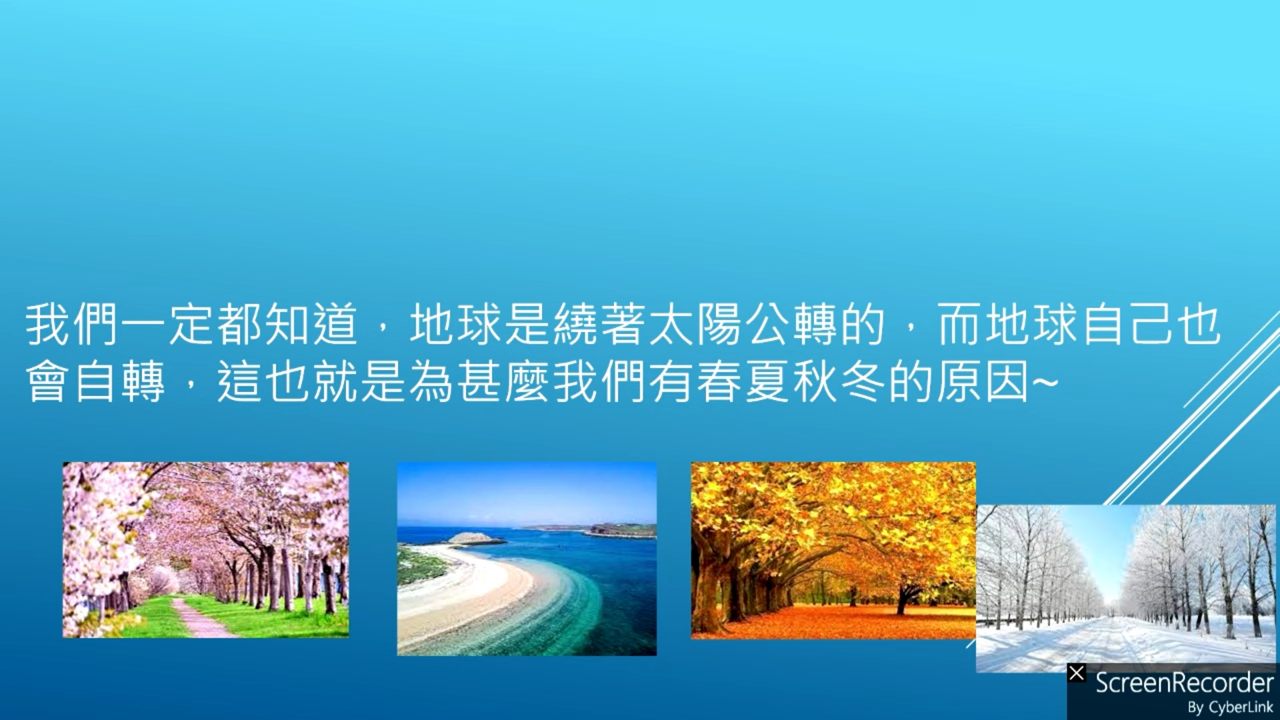 我們一定都知道，地球是繞著太陽公轉的，而地球自己也
會自轉，這也就是為甚麼我們有春夏秋冬的原因~
ScreenRecorder
By CyberLink